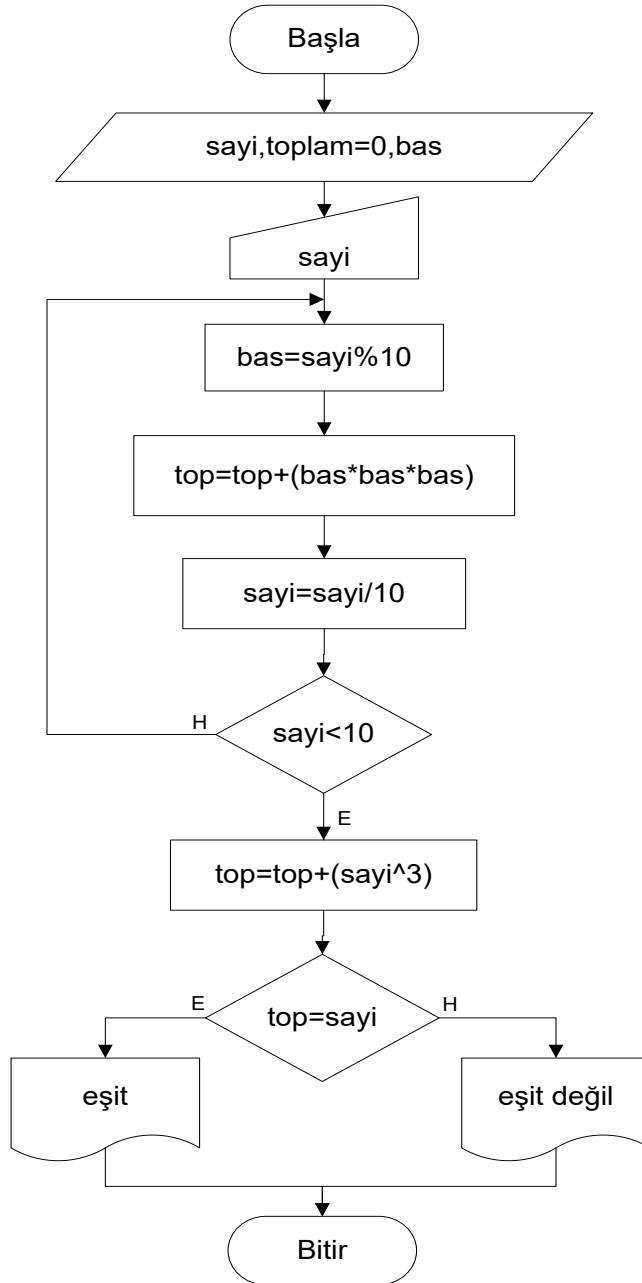 Başla
sayi,toplam=0,bas
sayi
bas=sayi%10
top=top+(bas*bas*bas)
sayi=sayi/10
H
sayi<10
E
top=top+(sayi^3)
E
top=sayi
H
eşit
eşit değil
Bitir